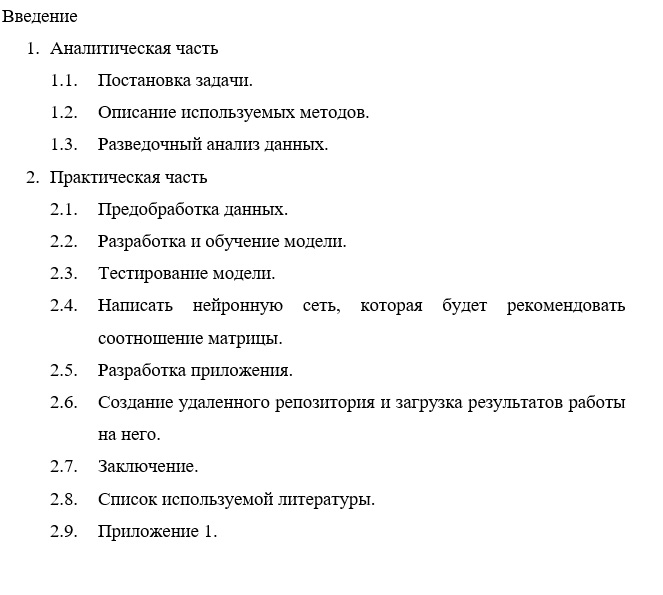 Введение
1. Аналитическая часть
1.1. Постановка задачи.
1.2. Описание используемых методов.
1.3. Разведочный анализ данных.
2. Практическая часть
2.1. Предобработка данных.
2.2. Разработка и обучение модели.
2.3. Тестирование модели.
2.4. Написать нейронную сеть, которая будет рекомендовать
соотношение матрицы.
2.5. Разработка приложения.
2.6. Создание удаленного репозитория и загрузка результатов работы
на него.
2.7. Заключение.
2.8. Список используемой литературы.
2.9. Приложение 1.